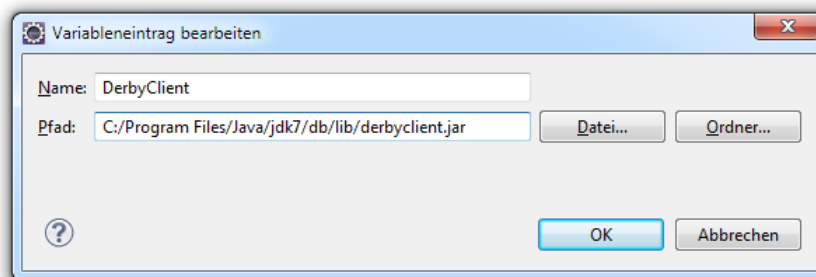 Variableneintrag bearbeiten
Name: DerbyClient
Pfad: C:/Program Files/Java/jdk7/db/lib/derbyclient.jar Datei... Ordner...
? OK Abbrechen